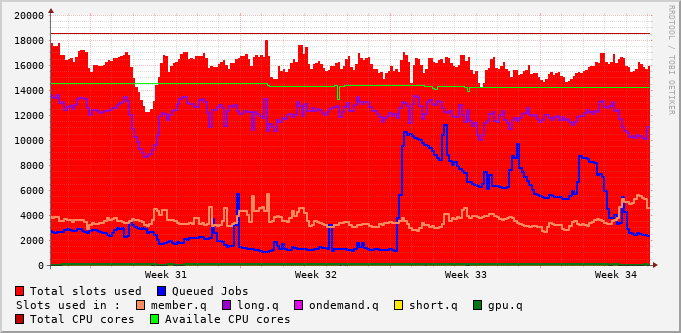 20000
18000
16000
14000
12000
10000
8000
6000
4000
2000
0
Week 31 Week 32 Week 33 Week 34
RRDTOOL / TOBI OETIKER
Total slots used Queued Jobs
Slots used in : member.q long.q ondemand.q short.q gpu.q
Total CPU cores Availale CPU cores